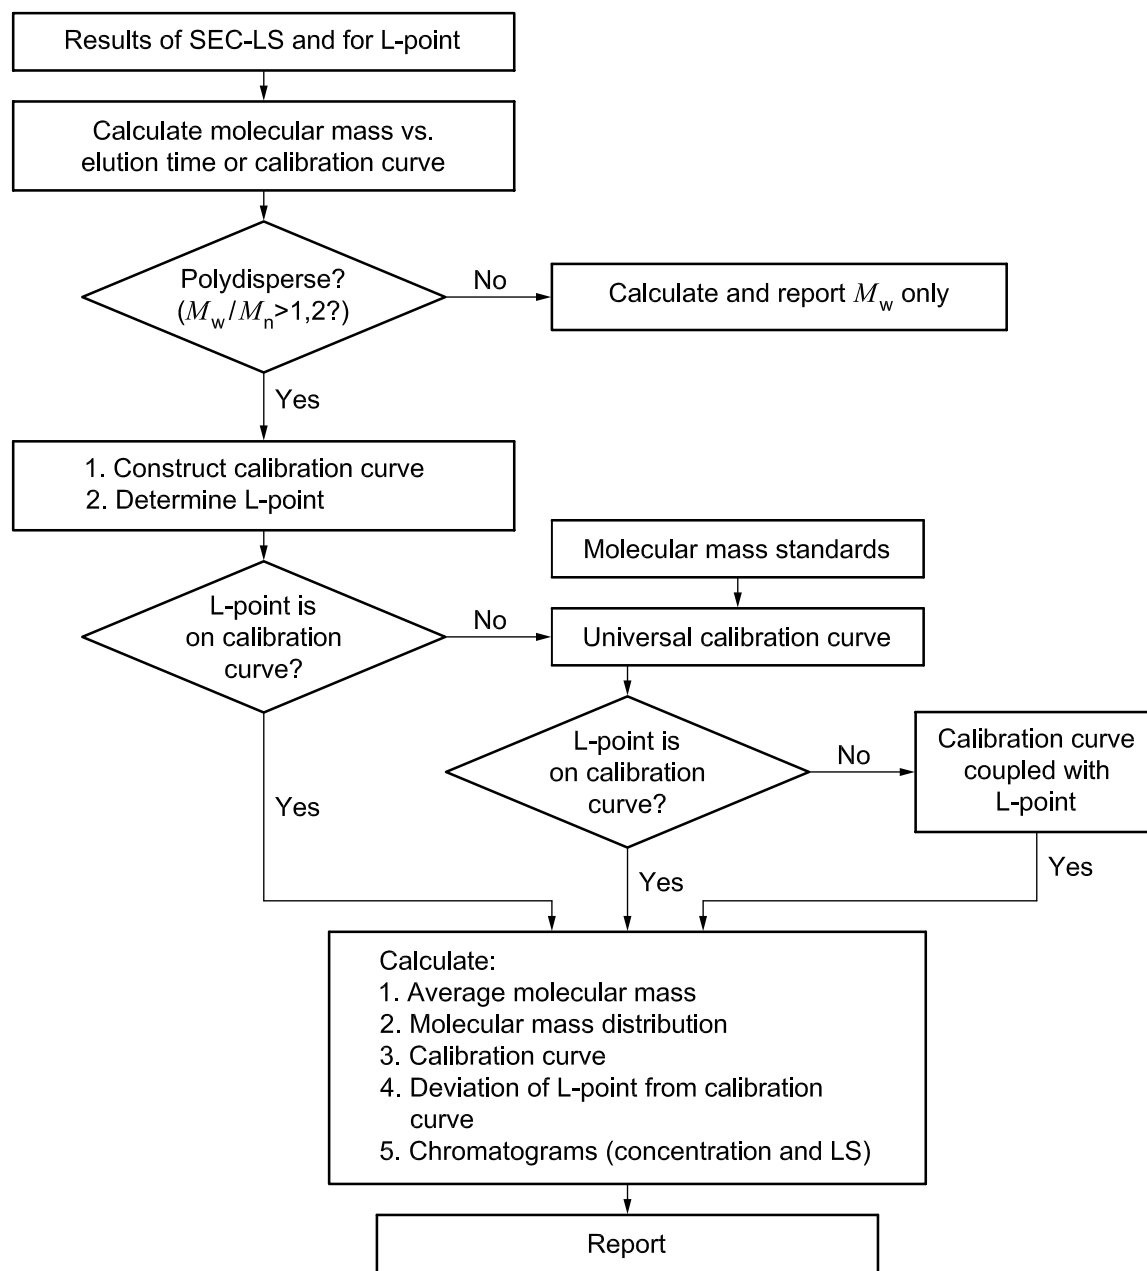 Results of SEC-LS and for L-point
Calculate molecular mass vs.
elution time or calibration curve
Polydisperse?
(Mw/Mn>1,2?)
No
Calculate and report Mw only
Yes
1. Construct calibration curve
2. Determine L-point
Molecular mass standards
L-point is
on calibration
curve?
No
Universal calibration curve
L-point is
on calibration
curve?
No
Calibration curve
coupled with
L-point
Yes
Yes
Yes
Calculate:
1. Average molecular mass
2. Molecular mass distribution
3. Calibration curve
4. Deviation of L-point from calibration
curve
5. Chromatograms (concentration and LS)
Report